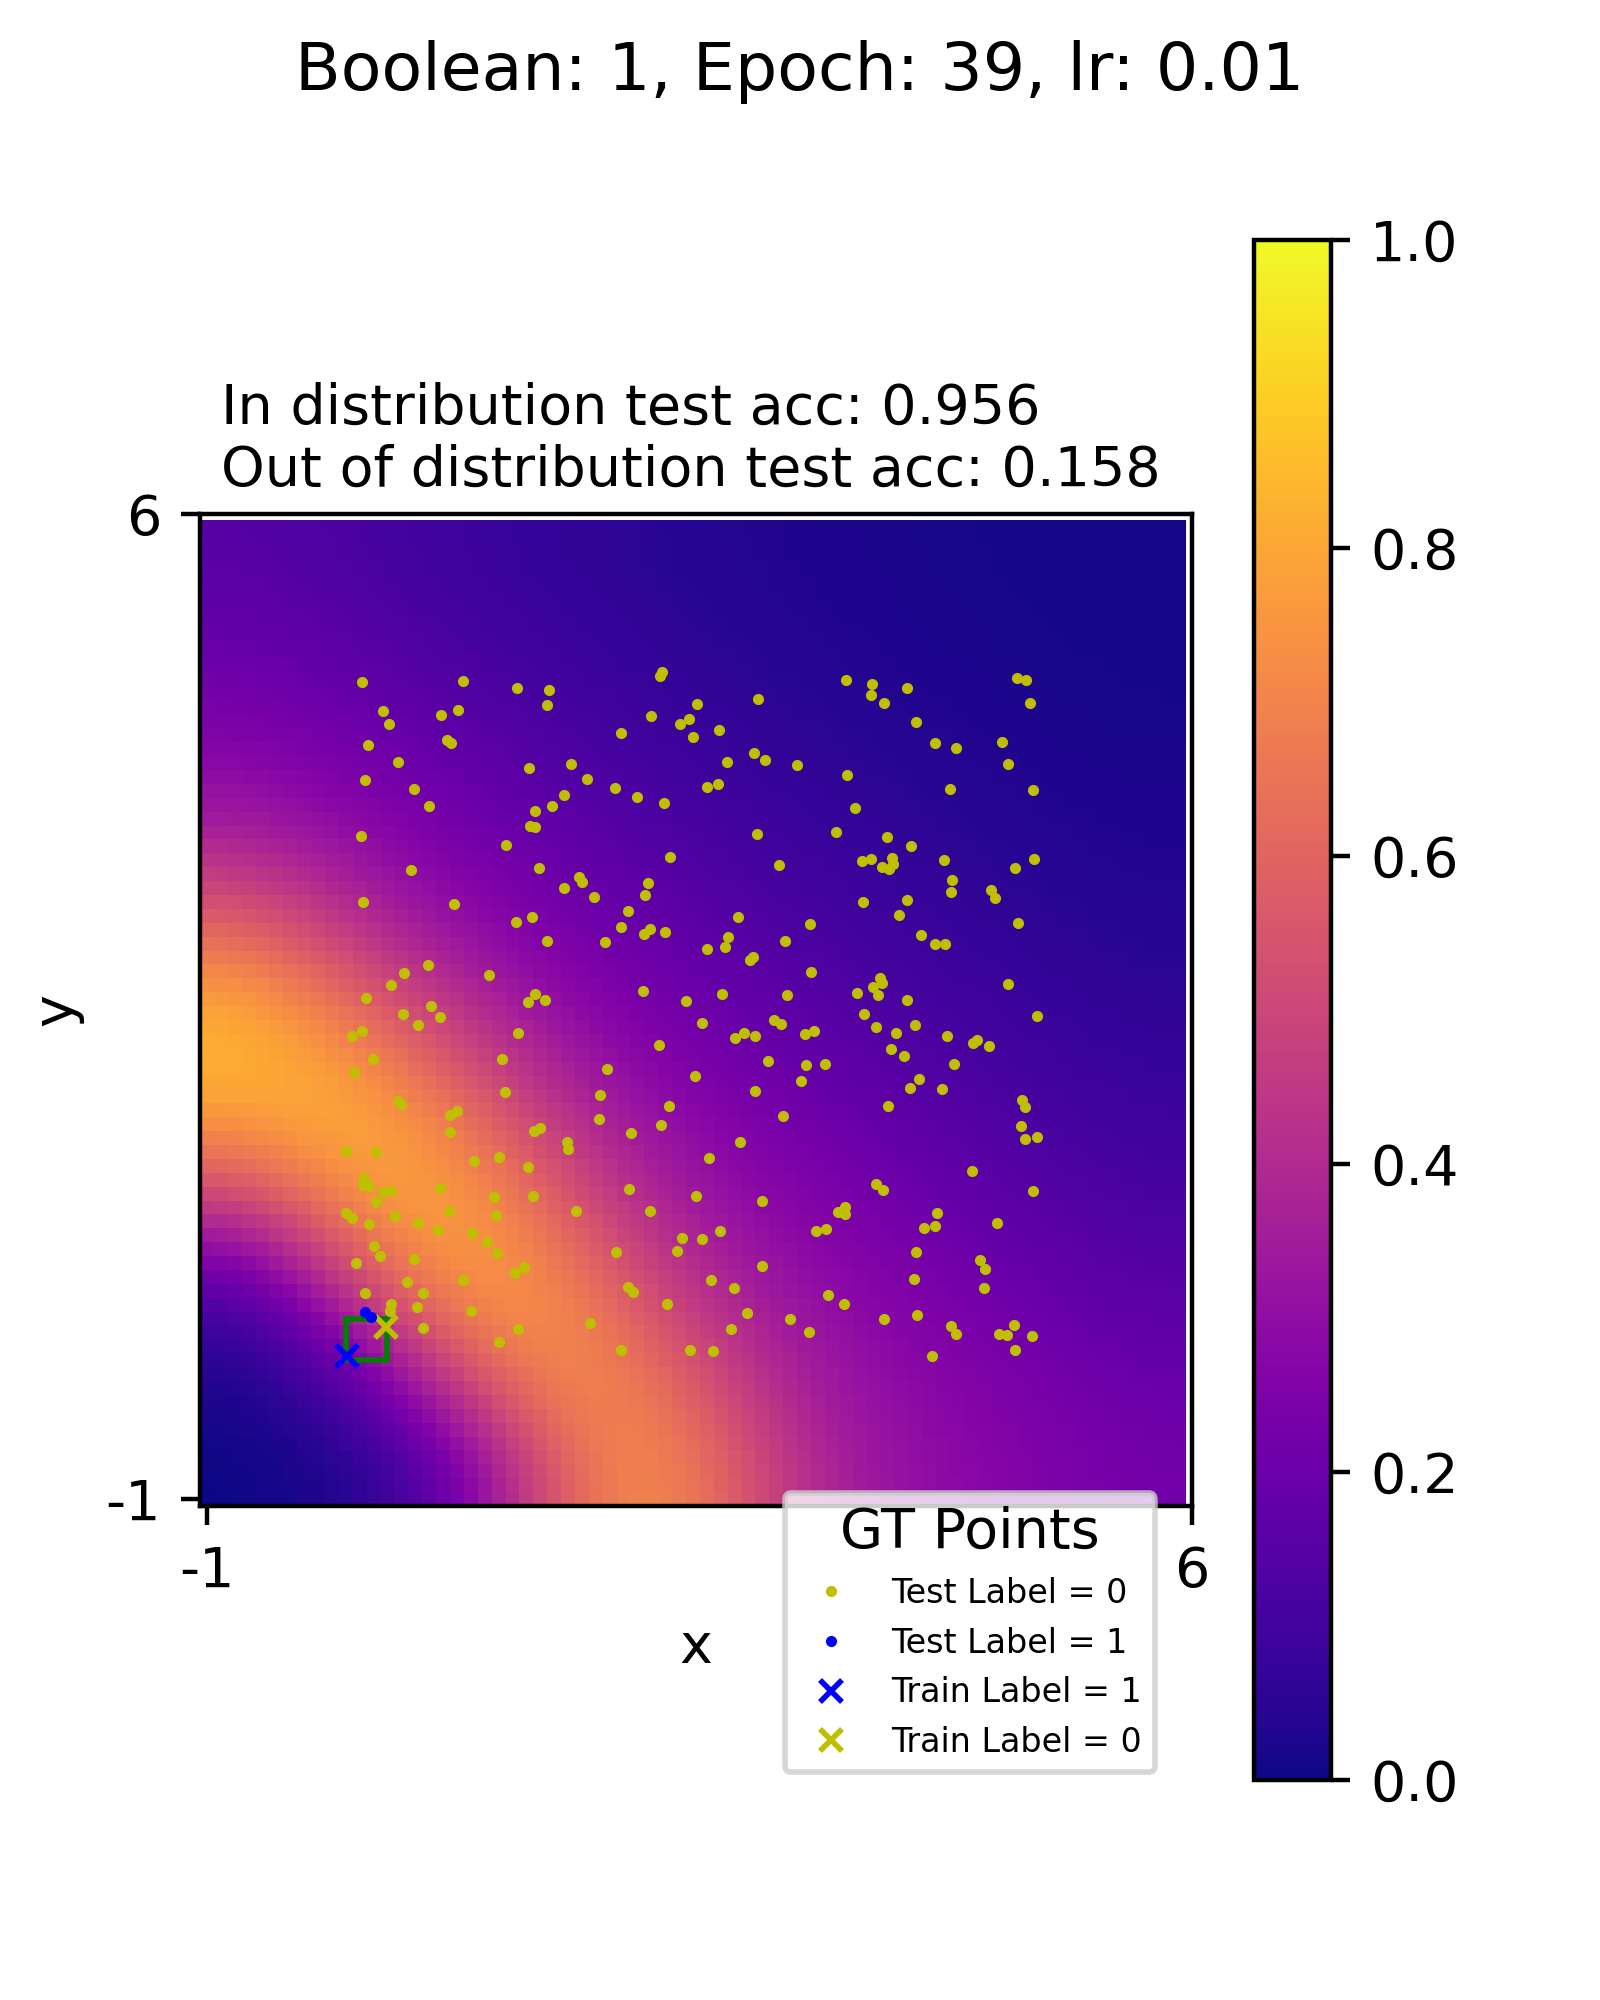 Boolean: 1, Epoch: 39, lr: 0.01
In distribution test acc: 0.956
Out of distribution test acc: 0.158
1.0
0.8
0.6
0.4
0.2
0.0
6
y
-1
-1
6
x
GT Points
Test Label = 0
Test Label = 1
Train Label = 1
Train Label = 0